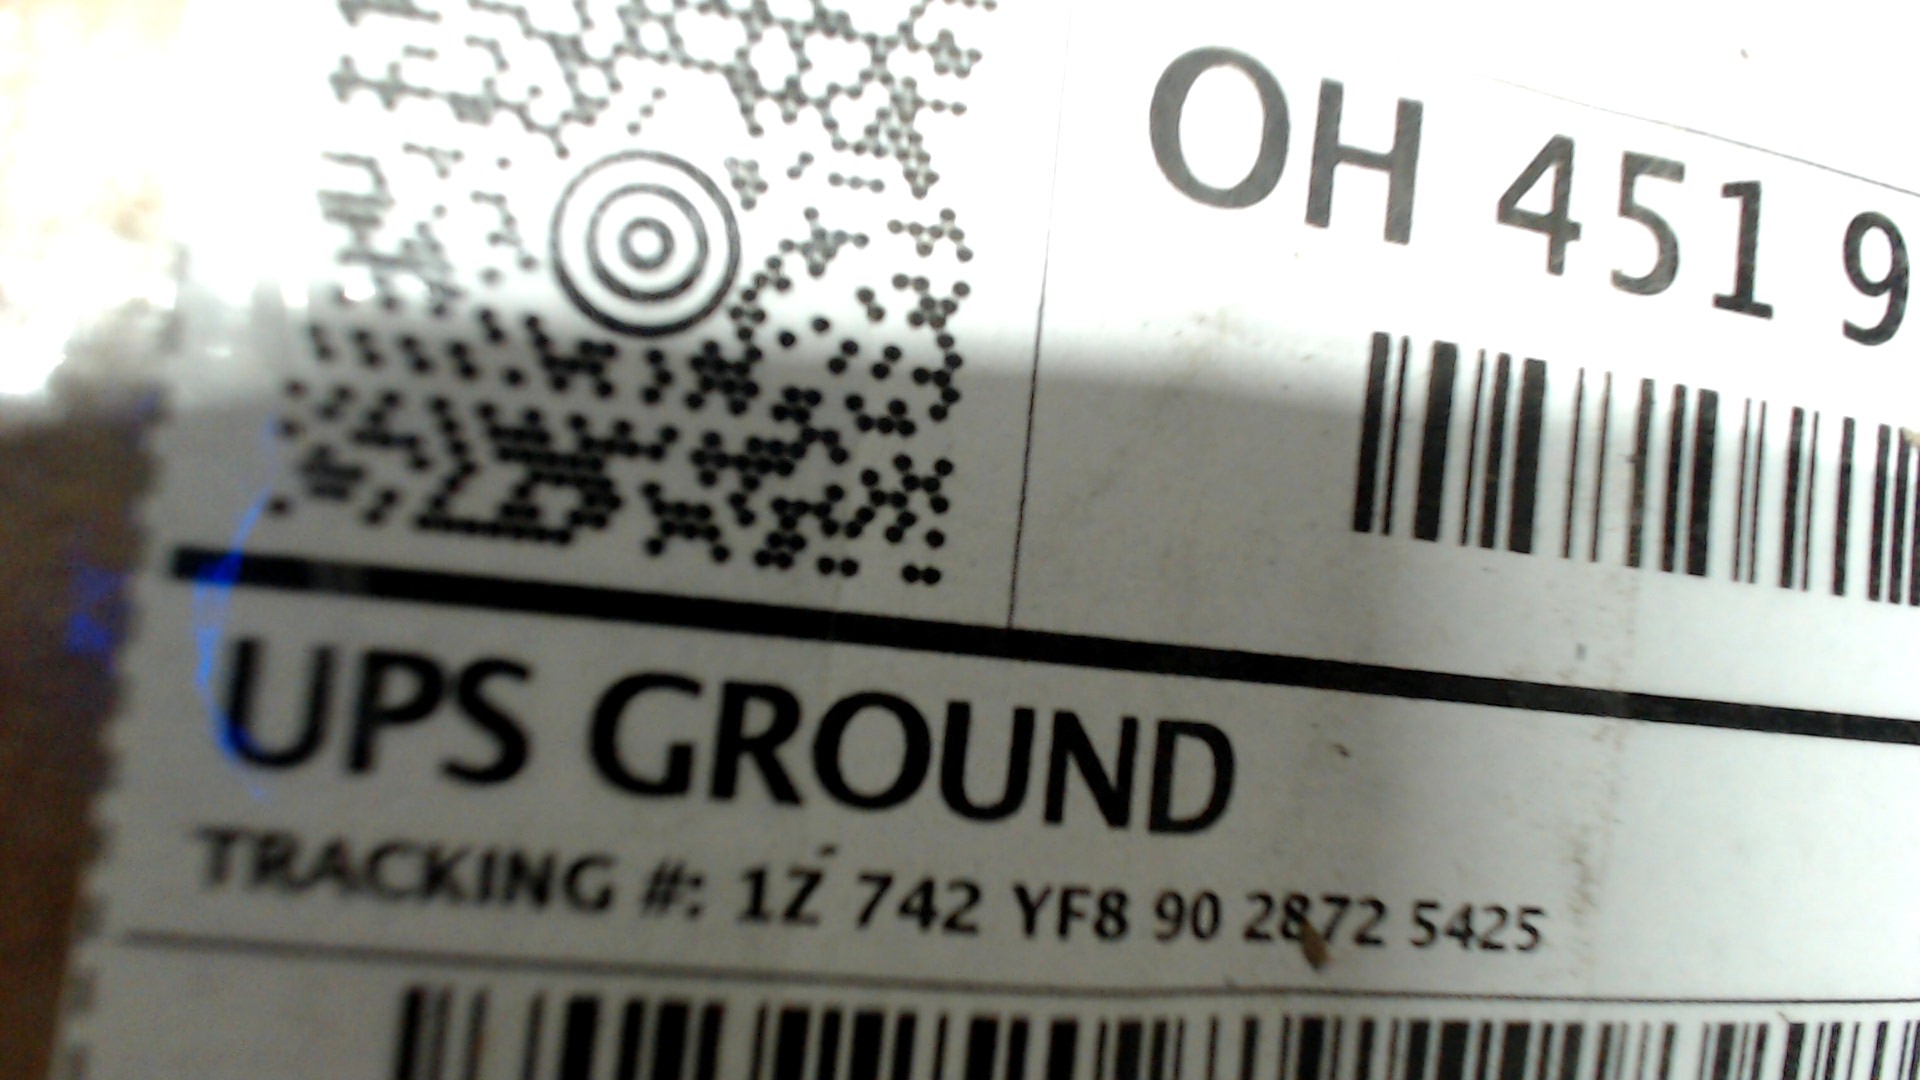 OH 451 9
UPS GROUND
TRACKING #: 1Z 742 YF8 90 2872 5425